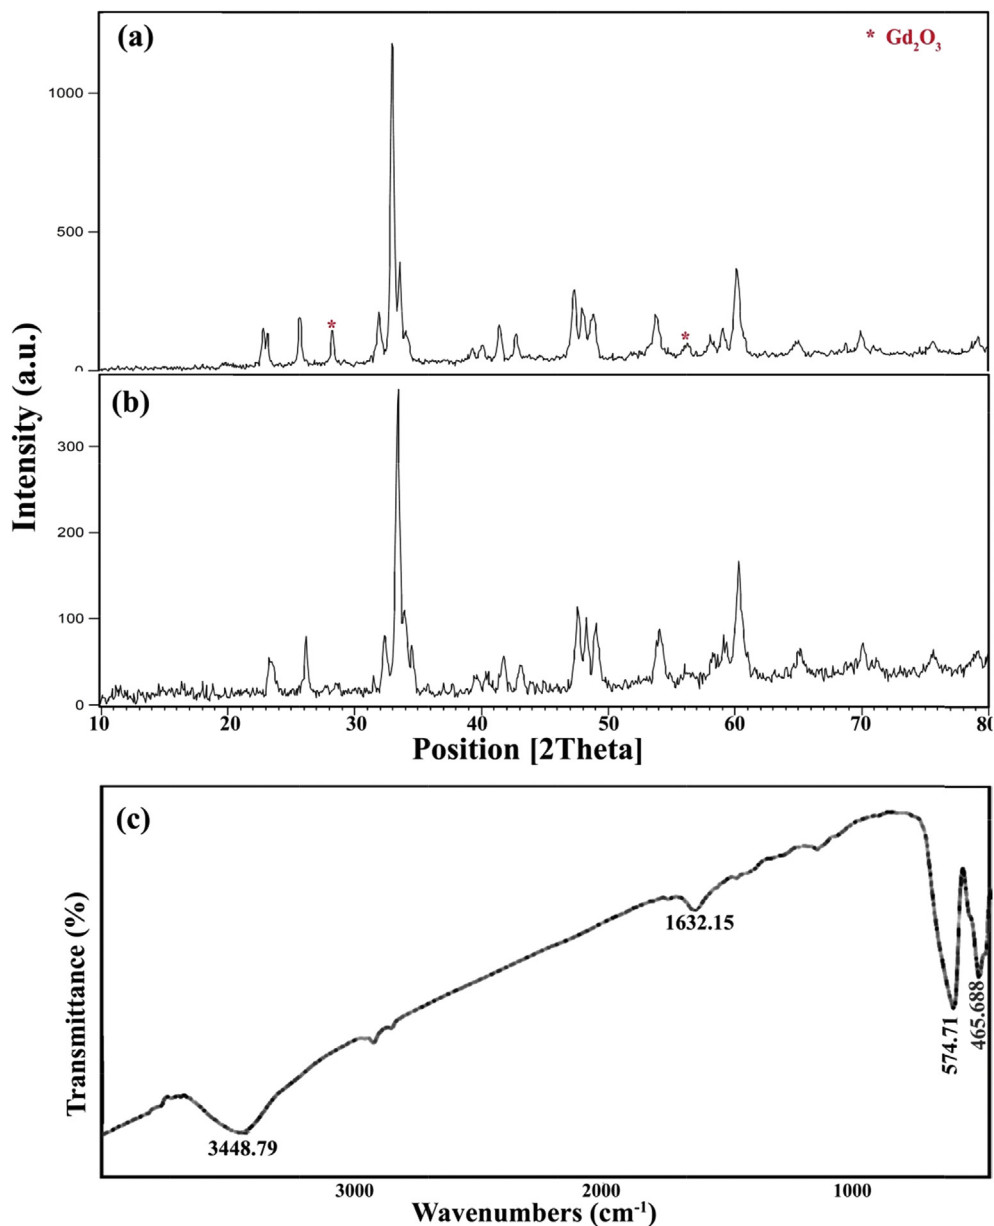 (a)
* Gd₂O₃
1000
500
0
(b)
300
200
100
0
10 20 30 40 50 60 70 80
Position [2Theta]
Intensity (a.u.)
(c)
1632.15
3448.79
574.71
465.688
Transmittance (%)
3000 2000 1000
Wavenumbers (cm⁻¹)